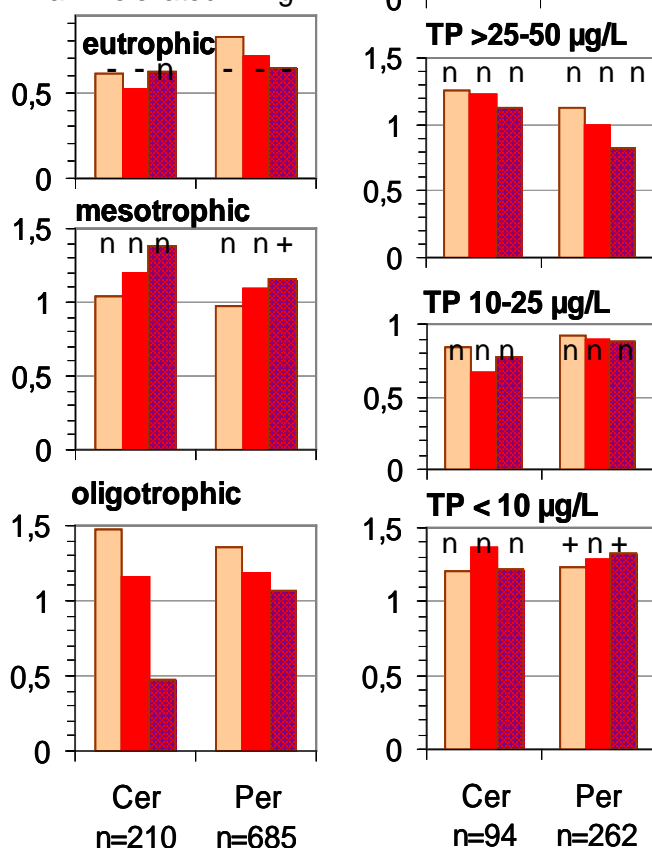 eutrophic
- - n - - -
0,5
0
mesotrophic
1,5
n n n n n +
1
0,5
0
oligotrophic
1,5
1
0,5
0
Cer Per
n=210 n=685
0
TP >25-50 µg/L
1,5
n n n n n n
1
0,5
0
TP 10-25 µg/L
1
n n n n n n
0,5
0
TP < 10 µg/L
1,5
n n n + n +
1
0,5
0
Cer Per
n=94 n=262